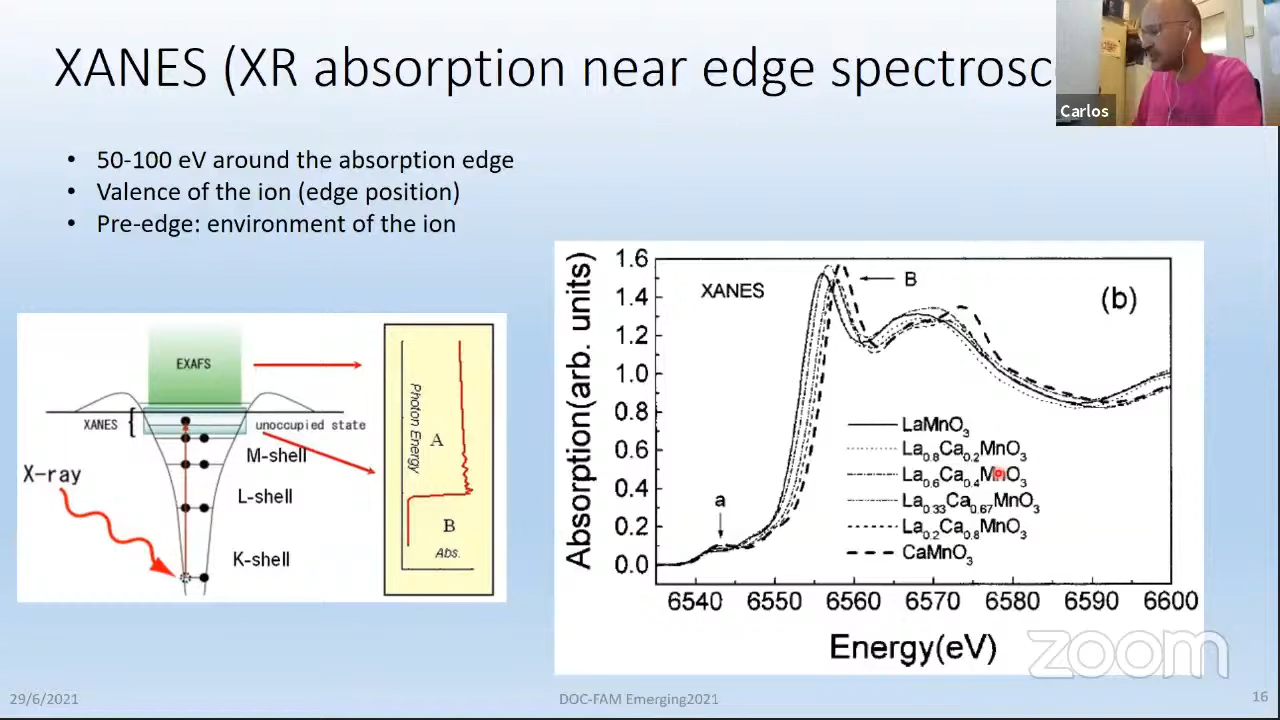 XANES (XR absorption near edge spectrosc
Carlos
• 50-100 eV around the absorption edge
• Valence of the ion (edge position)
• Pre-edge: environment of the ion
EXAFS
XANES
unoccupied state
M-shell
X-ray
L-shell
K-shell
Photon Energy
A
B
Abs.
Absorption(arb. units)
1.6
1.4
1.2
1.0
0.8
0.6
0.4
0.2
0.0
XANES
B
(b)
a
LaMnO₃
La₀.₈Ca₀.₂MnO₃
La₀.₆Ca₀.₄MnO₃
La₀.₃₃Ca₀.₆₇MnO₃
La₀.₂Ca₀.₈MnO₃
CaMnO₃
6540 6550 6560 6570 6580 6590 6600
Energy(eV)
zoom
29/6/2021
DOC-FAM Emerging2021
16